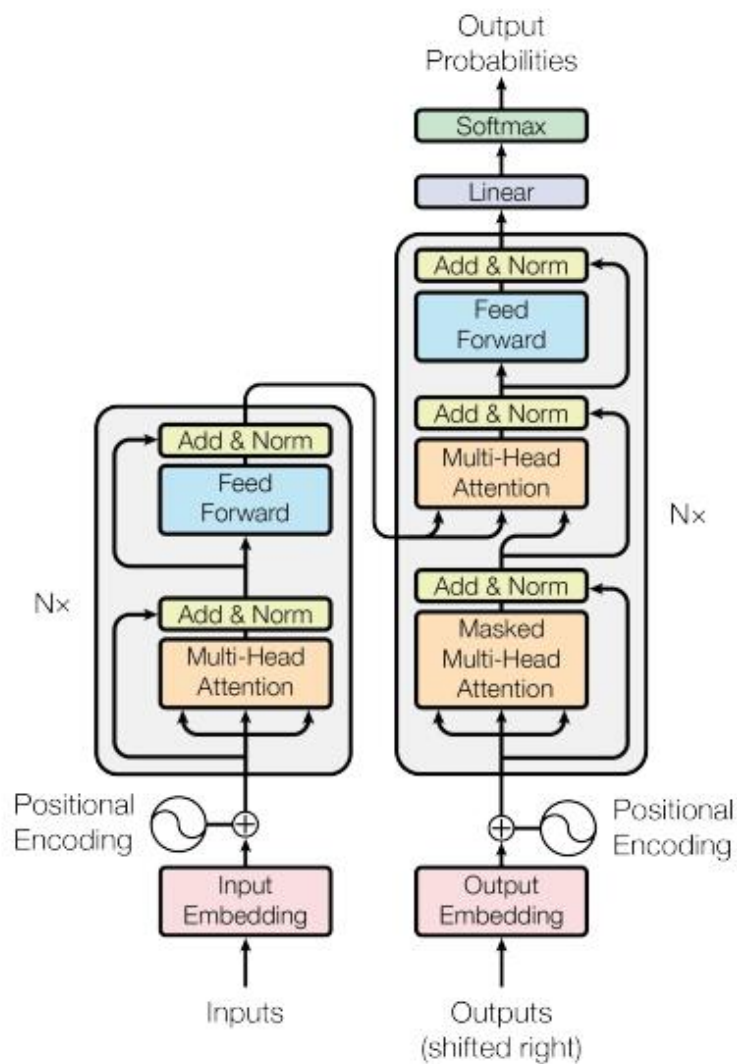 Output
Probabilities
Softmax
Linear
Add & Norm
Feed
Forward
Add & Norm
Multi-Head
Attention
Nx
Add & Norm
Masked
Multi-Head
Attention
Add & Norm
Feed
Forward
Nx
Add & Norm
Multi-Head
Attention
Positional
Encoding
Positional
Encoding
Input
Embedding
Output
Embedding
Inputs
Outputs
(shifted right)